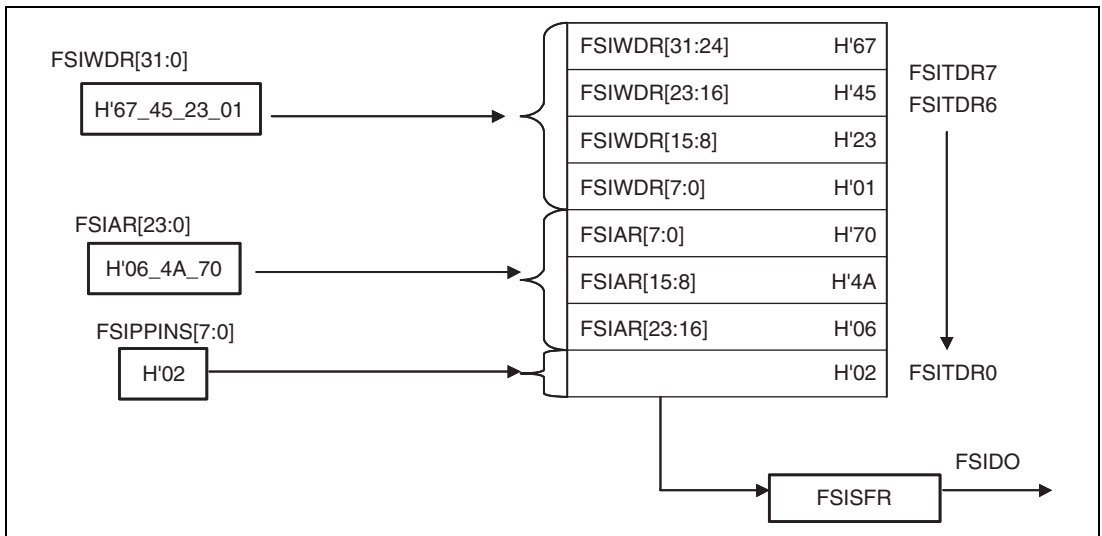 FSIWDR[31:0]
H'67_45_23_01
FSIAR[23:0]
H'06_4A_70
FSIPPINS[7:0]
H'02
FSIWDR[31:24] H'67
FSIWDR[23:16] H'45
FSIWDR[15:8] H'23
FSIWDR[7:0] H'01
FSIAR[7:0] H'70
FSIAR[15:8] H'4A
FSIAR[23:16] H'06
H'02
FSITDR7
FSITDR6
FSITDR0
FSISFR
FSIDO